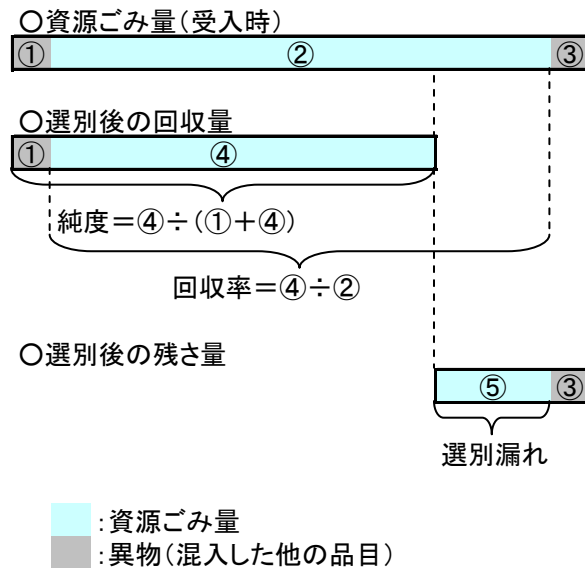 ○資源ごみ量(受入時)
① ② ③
○選別後の回収量
① ④
純度=④÷(①+④)
回収率=④÷②
○選別後の残さ量
⑤ ③
選別漏れ
:資源ごみ量
:異物(混入した他の品目)